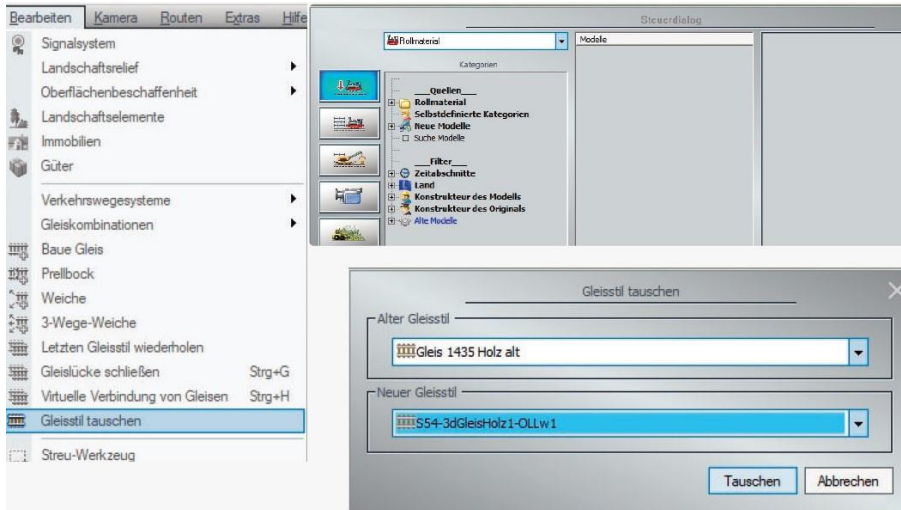 Bearbeiten Kamera Routen Extras Hilfe
Signalsystem
Landschaftsrelief
Oberflächenbeschaffenheit
Landschaftselemente
Immobilien
Güter
Verkehrswegesysteme
Gleiskombinationen
Baue Gleis
Prellbock
Weiche
3-Wege-Weiche
Letzten Gleisstil wiederholen
Gleislücke schließen Strg+G
Virtuelle Verbindung von Gleisen Strg+H
Gleisstil tauschen
Streu-Werkzeug
Steuerdialog
Rollmaterial
Modelle
Kategorien
__Quellen__
Rollmaterial
Selbstdefinierte Kategorien
Neue Modelle
Suche Modelle
__Filter__
Zeitabschnitte
Land
Konstrukteur des Modells
Konstrukteur des Originals
Alte Modelle
Gleisstil tauschen
Alter Gleisstil
Gleis 1435 Holz alt
Neuer Gleisstil
S54-3dGleisHolz1-OLLw1
Tauschen Abbrechen